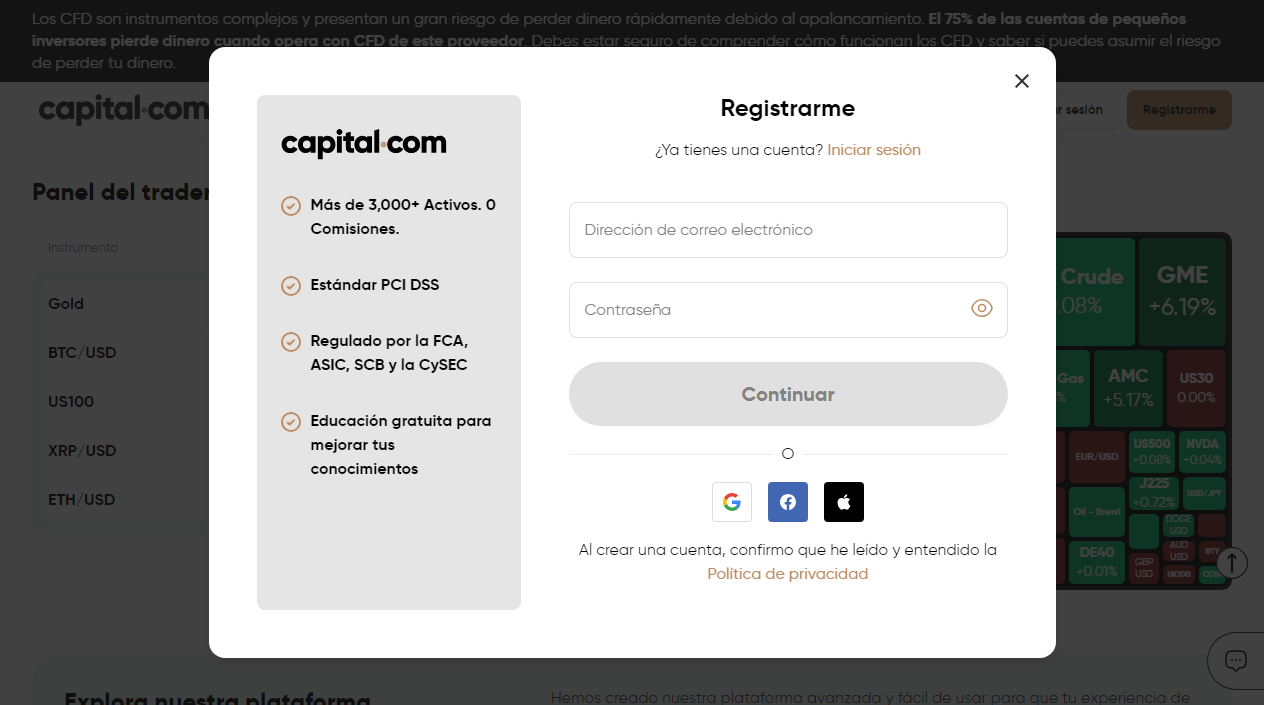 Los CFD son instrumentos complejos y presentan un gran riesgo de perder dinero rápidamente debido al apalancamiento. El 75% de las cuentas de pequeños
inversores pierde dinero cuando opera con CFD de este proveedor. Debes estar seguro de comprender cómo funcionan los CFD y saber si puedes asumir el riesgo
de perder tu dinero.
capital.com
sesión
Registrarme
Panel del trader
Instrumento
Gold
BTC/USD
US100
XRP/USD
ETH/USD
capital.com
Más de 3,000+ Activos. 0
Comisiones.
Estándar PCI DSS
Regulado por la FCA,
ASIC, SCB y la CySEC
Educación gratuita para
mejorar tus
conocimientos
Registrarme
¿Ya tienes una cuenta? Iniciar sesión
Dirección de correo electrónico
Contraseña
Continuar
O
Al crear una cuenta, confirmo que he leído y entendido la
Política de privacidad
Crude
.08%
GME
+6.19%
Gas
%
AMC
+5.17%
US30
0.00%
EUR/USD
US500
+0.08%
NVDA
+0.04%
J225
+0.72%
USD/JPY
Oil - Brent
DOGE
USD
DE40
+0.01%
GBP
USD
AUD
USD
RTY
UK100
Explora nuestra plataforma
Hemos creado nuestra plataforma avanzada y fácil de usar para que tu experiencia de